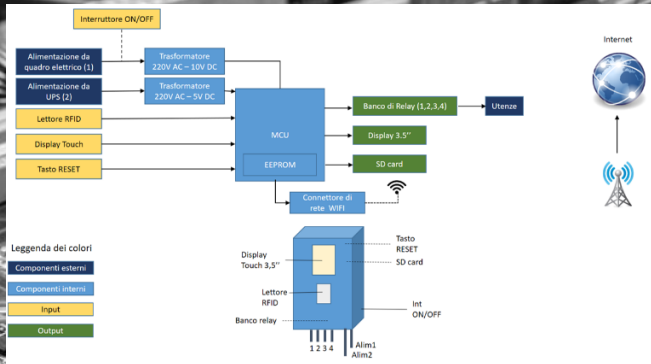 Interruttore ON/OFF
Internet
Alimentazione da
quadro elettrico (1)
Trasformatore
220V AC – 10V DC
Alimentazione da
UPS (2)
Trasformatore
220V AC – 5V DC
Lettore RFID
Display Touch
Tasto RESET
MCU
EEPROM
Banco di Relay (1,2,3,4)
Utenze
Display 3.5''
SD card
Connettore di
rete WIFI
Leggenda dei colori
Componenti esterni
Componenti interni
Input
Output
Display
Touch 3,5''
Lettore
RFID
Banco relay
Tasto
RESET
SD card
Int
ON/OFF
1 2 3 4
Alim1
Alim2